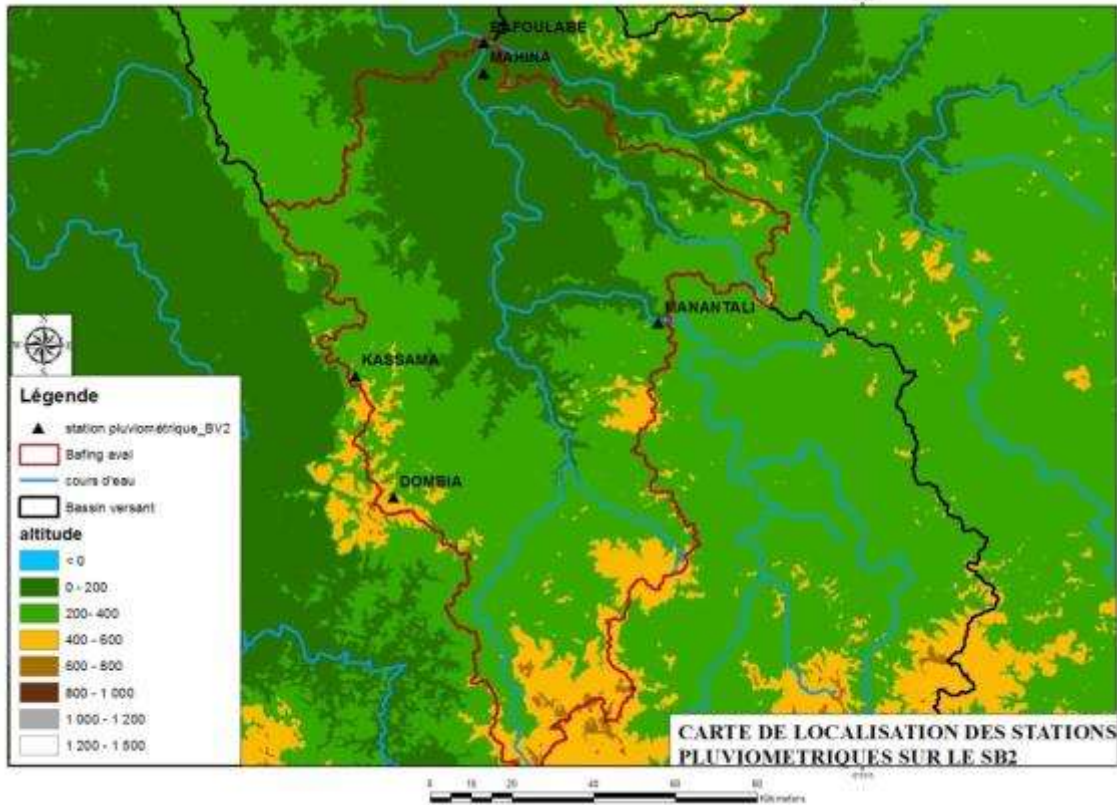 BAFOULABE
MAHINA
MANANTALI
KASSAMA
DOMBIA
Légende
station pluviométrique_BV2
Bafing aval
cours d'eau
Bassin versant
altitude
< 0
0 - 200
200- 400
400 - 600
600 - 800
800 - 1 000
1 000 - 1 200
1 200 - 1 500
CARTE DE LOCALISATION DES STATIONS
PLUVIOMETRIQUES SUR LE SB2
0 10 20 40 60 80
Kilometers